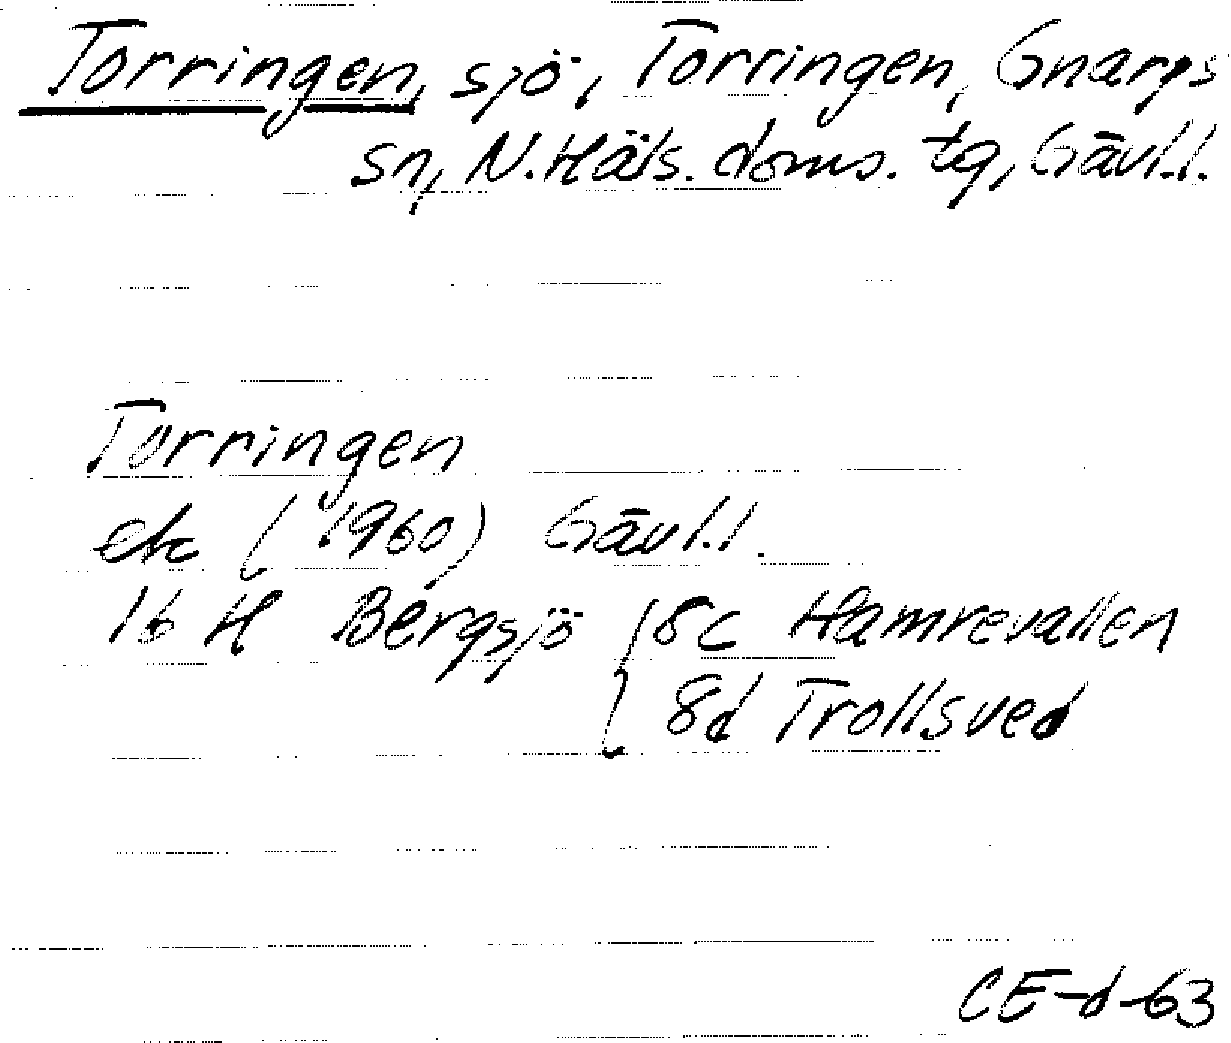 Torringen, sjö, Torringen, Gnarps
sn, N. Häls. doms. tg, Gävl.l.
Torringen
ek (1960) Gävl.l.
16 H Bergsjö 8c Hamrevallen
8d Trollsved
CE-d-63